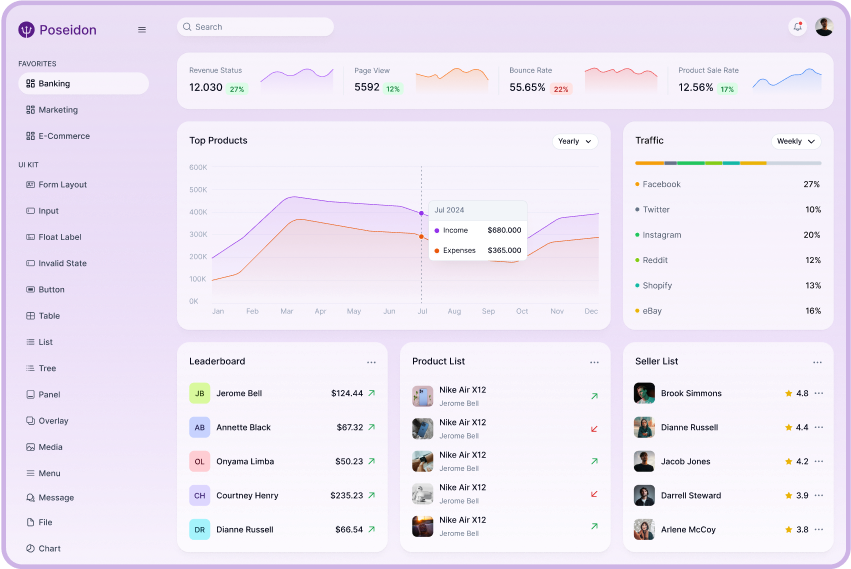 Poseidon
Search
FAVORITES
Banking
Marketing
E-Commerce
UI KIT
Form Layout
Input
Float Label
Invalid State
Button
Table
List
Tree
Panel
Overlay
Media
Menu
Message
File
Chart
Revenue Status
12.030 27%
Page View
5592 12%
Bounce Rate
55.65% 22%
Product Sale Rate
12.56% 17%
Top Products
Yearly
600K
500K
400K
300K
200K
100K
0K
Jan Feb Mar Apr May Jun Jul Aug Sep Oct Nov Dec
Jul 2024
Income $680.000
Expenses $365.000
Traffic
Weekly
Facebook 27%
Twitter 10%
Instagram 20%
Reddit 12%
Shopify 13%
eBay 16%
Leaderboard
JB Jerome Bell $124.44
AB Annette Black $67.32
OL Onyama Limba $50.23
CH Courtney Henry $235.23
DR Dianne Russell $66.54
Product List
Nike Air X12
Jerome Bell
Nike Air X12
Jerome Bell
Nike Air X12
Jerome Bell
Nike Air X12
Jerome Bell
Nike Air X12
Jerome Bell
Seller List
Brook Simmons 4.8
Dianne Russell 4.4
Jacob Jones 4.2
Darrell Steward 3.9
Arlene McCoy 3.8